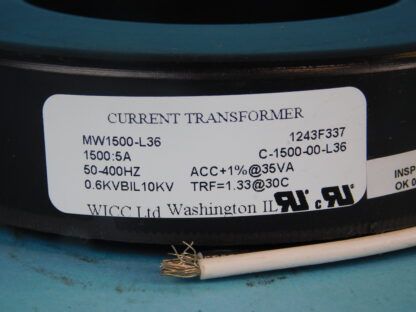 CURRENT TRANSFORMER
MW1500-L36 1243F337
1500:5A C-1500-00-L36
50-400HZ ACC+1%@35VA
0.6KVBIL10KV TRF=1.33@30C
WICC Ltd Washington IL
INSP
OK